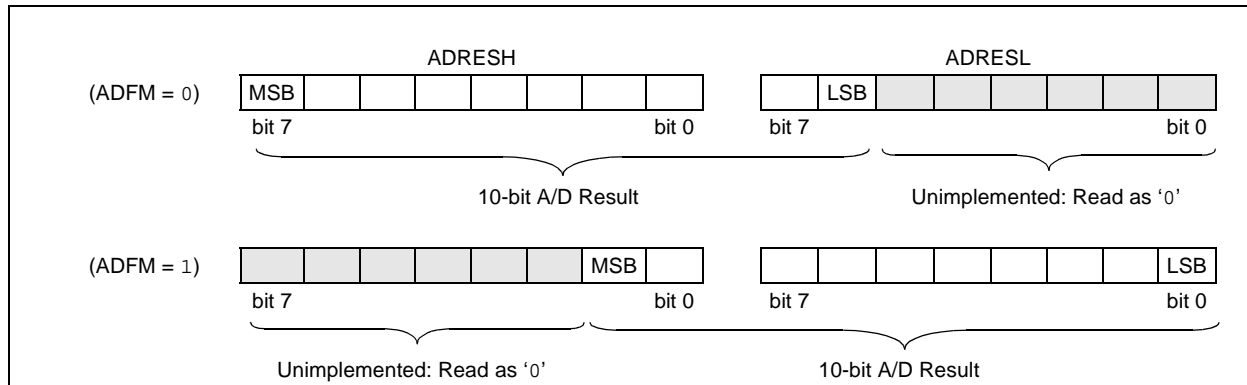 ADRESH ADRESL
(ADFM = 0) MSB LSB
bit 7 bit 0 bit 7 bit 0
10-bit A/D Result Unimplemented: Read as ‘0’
(ADFM = 1) MSB LSB
bit 7 bit 0 bit 7 bit 0
Unimplemented: Read as ‘0’ 10-bit A/D Result